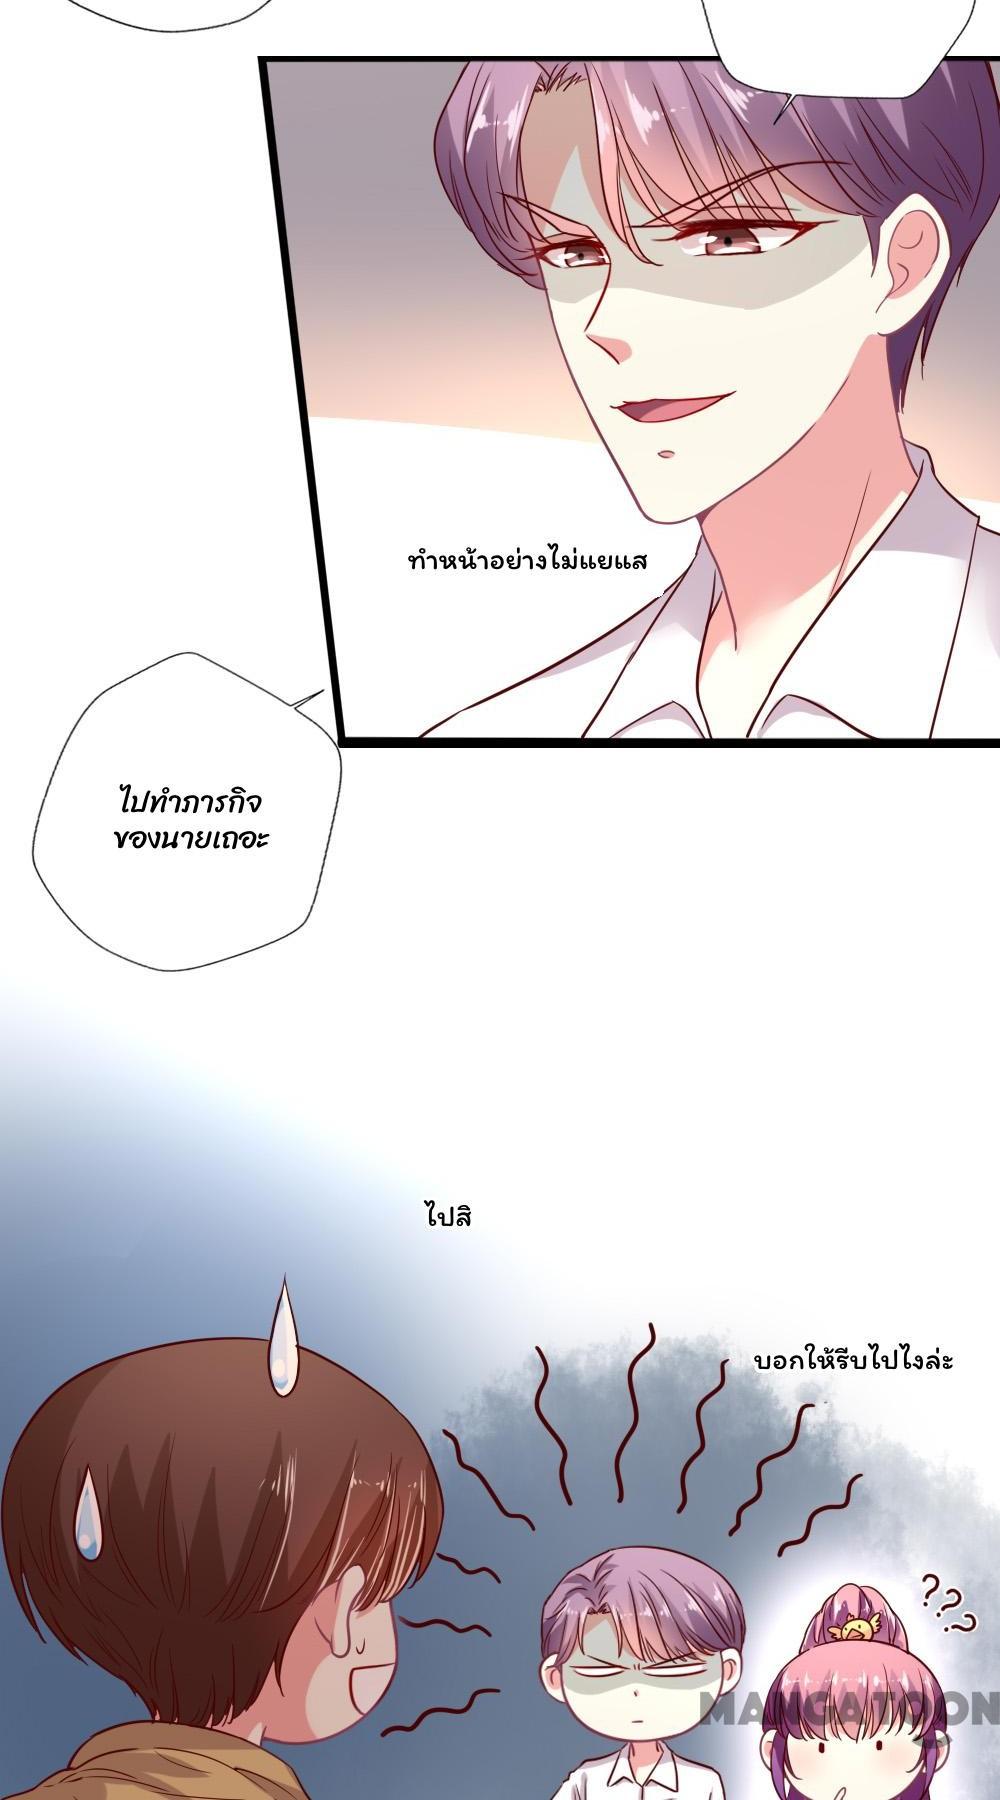 ทำหน้าอย่างไม่แยแส
ไปทำภารกิจ
ของนายเถอะ
ไปสิ
บอกให้รีบไปไงล่ะ
???
MANGATOON